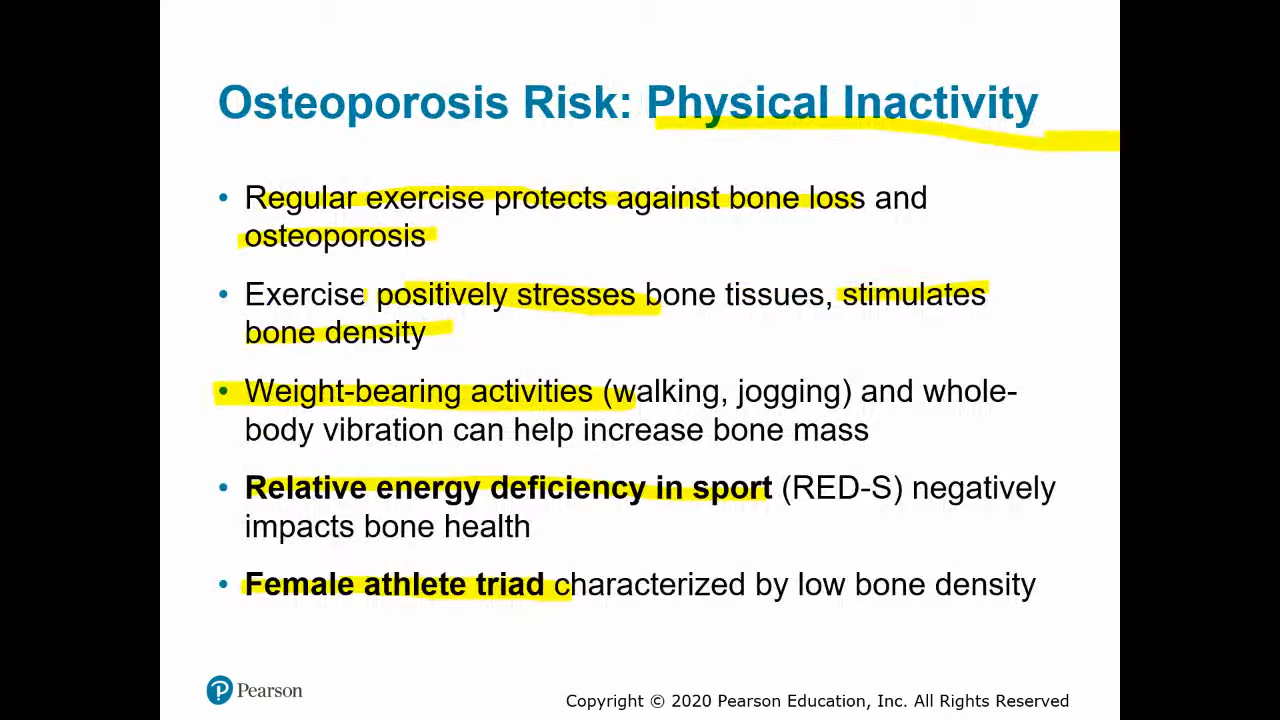 Osteoporosis Risk: Physical Inactivity
• Regular exercise protects against bone loss and
osteoporosis
• Exercise positively stresses bone tissues, stimulates
bone density
• Weight-bearing activities (walking, jogging) and whole-
body vibration can help increase bone mass
• Relative energy deficiency in sport (RED-S) negatively
impacts bone health
• Female athlete triad characterized by low bone density
Pearson
Copyright © 2020 Pearson Education, Inc. All Rights Reserved